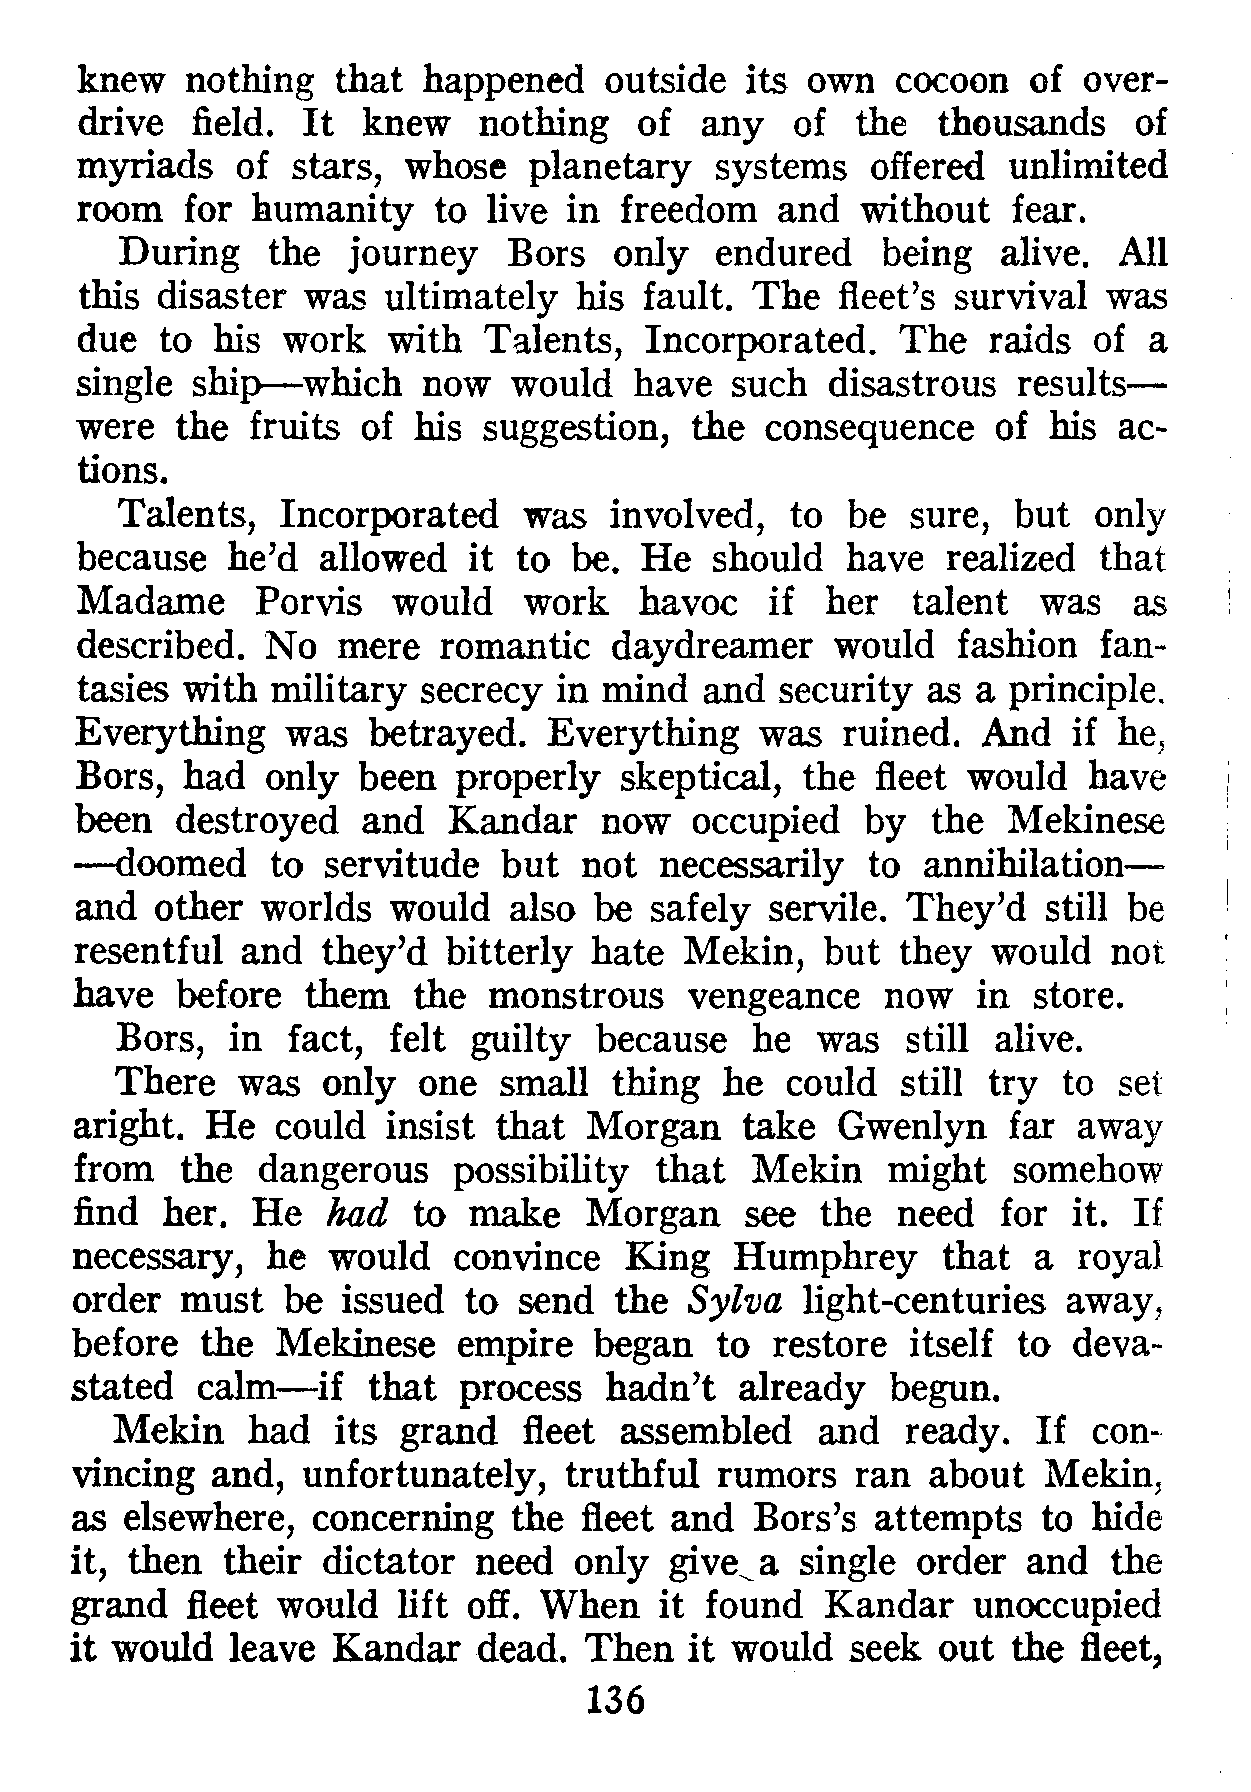 knew nothing that happened outside its own cocoon of over-
drive field. It knew nothing of any of the thousands of
myriads of stars, whose planetary systems offered unlimited
room for humanity to live in freedom and without fear.
During the journey Bors only endured being alive. All
this disaster was ultimately his fault. The fleet's survival was
due to his work with Talents, Incorporated. The raids of a
single ship—which now would have such disastrous results—
were the fruits of his suggestion, the consequence of his ac-
tions.
Talents, Incorporated was involved, to be sure, but only
because he'd allowed it to be. He should have realized that
Madame Porvis would work havoc if her talent was as
described. No mere romantic daydreamer would fashion fan-
tasies with military secrecy in mind and security as a principle.
Everything was betrayed. Everything was ruined. And if he,
Bors, had only been properly skeptical, the fleet would have
been destroyed and Kandar now occupied by the Mekinese
—doomed to servitude but not necessarily to annihilation—
and other worlds would also be safely servile. They'd still be
resentful and they'd bitterly hate Mekin, but they would not
have before them the monstrous vengeance now in store.
Bors, in fact, felt guilty because he was still alive.
There was only one small thing he could still try to set
aright. He could insist that Morgan take Gwenlyn far away
from the dangerous possibility that Mekin might somehow
find her. He had to make Morgan see the need for it. If
necessary, he would convince King Humphrey that a royal
order must be issued to send the Sylva light-centuries away,
before the Mekinese empire began to restore itself to deva-
stated calm—if that process hadn't already begun.
Mekin had its grand fleet assembled and ready. If con-
vincing and, unfortunately, truthful rumors ran about Mekin,
as elsewhere, concerning the fleet and Bors's attempts to hide
it, then their dictator need only give a single order and the
grand fleet would lift off. When it found Kandar unoccupied
it would leave Kandar dead. Then it would seek out the fleet,
136